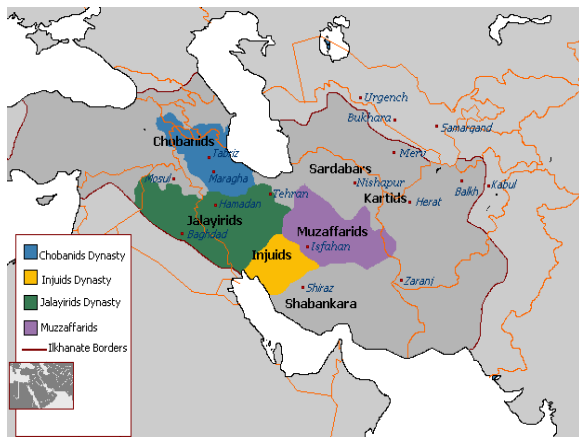 Urgench
Bukhara
Samarqand
Chubanids
Tabriz
Merv
Sardabars
Mosul
Maragha
Nishapur
Balkh
Kabul
Tehran
Kartids
Hamadan
Herat
Jalayirids
Muzaffarids
Baghdad
Injuids
Isfahan
Zaranj
Shiraz
Shabankara
Chobanids Dynasty
Injuids Dynasty
Jalayirids Dynasty
Muzzaffarids
Ilkhanate Borders